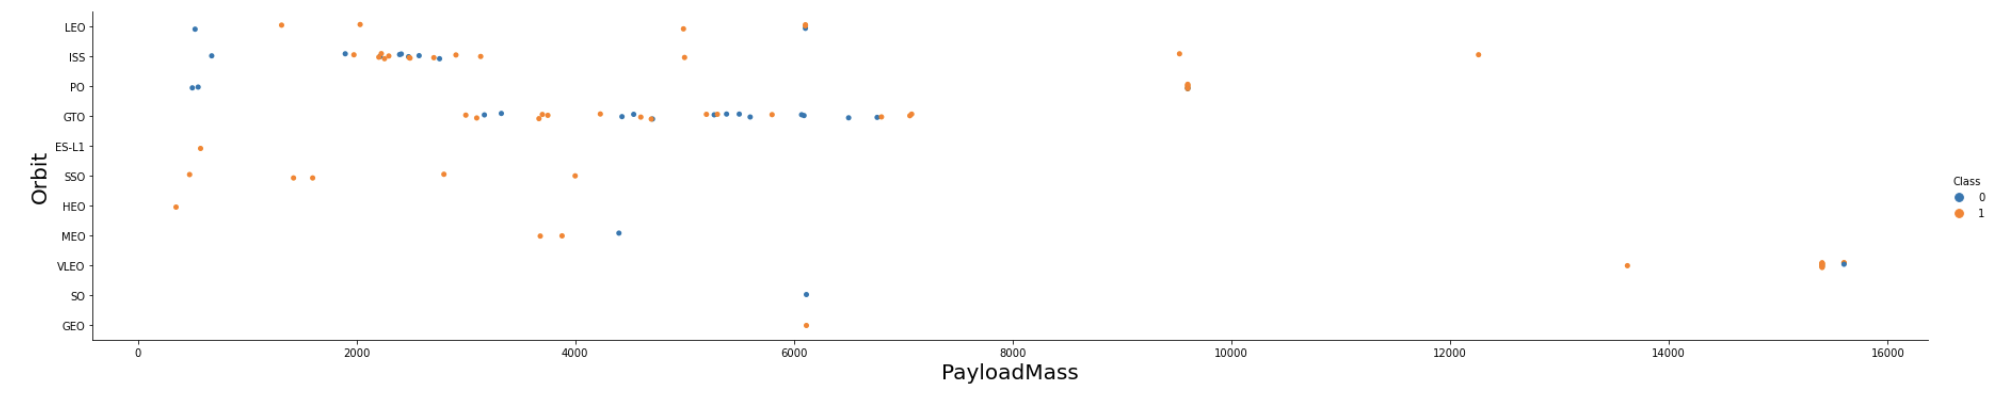 Orbit
LEO
ISS
PO
GTO
ES-L1
SSO
HEO
MEO
VLEO
SO
GEO
0 2000 4000 6000 8000 10000 12000 14000 16000
PayloadMass
Class
0
1